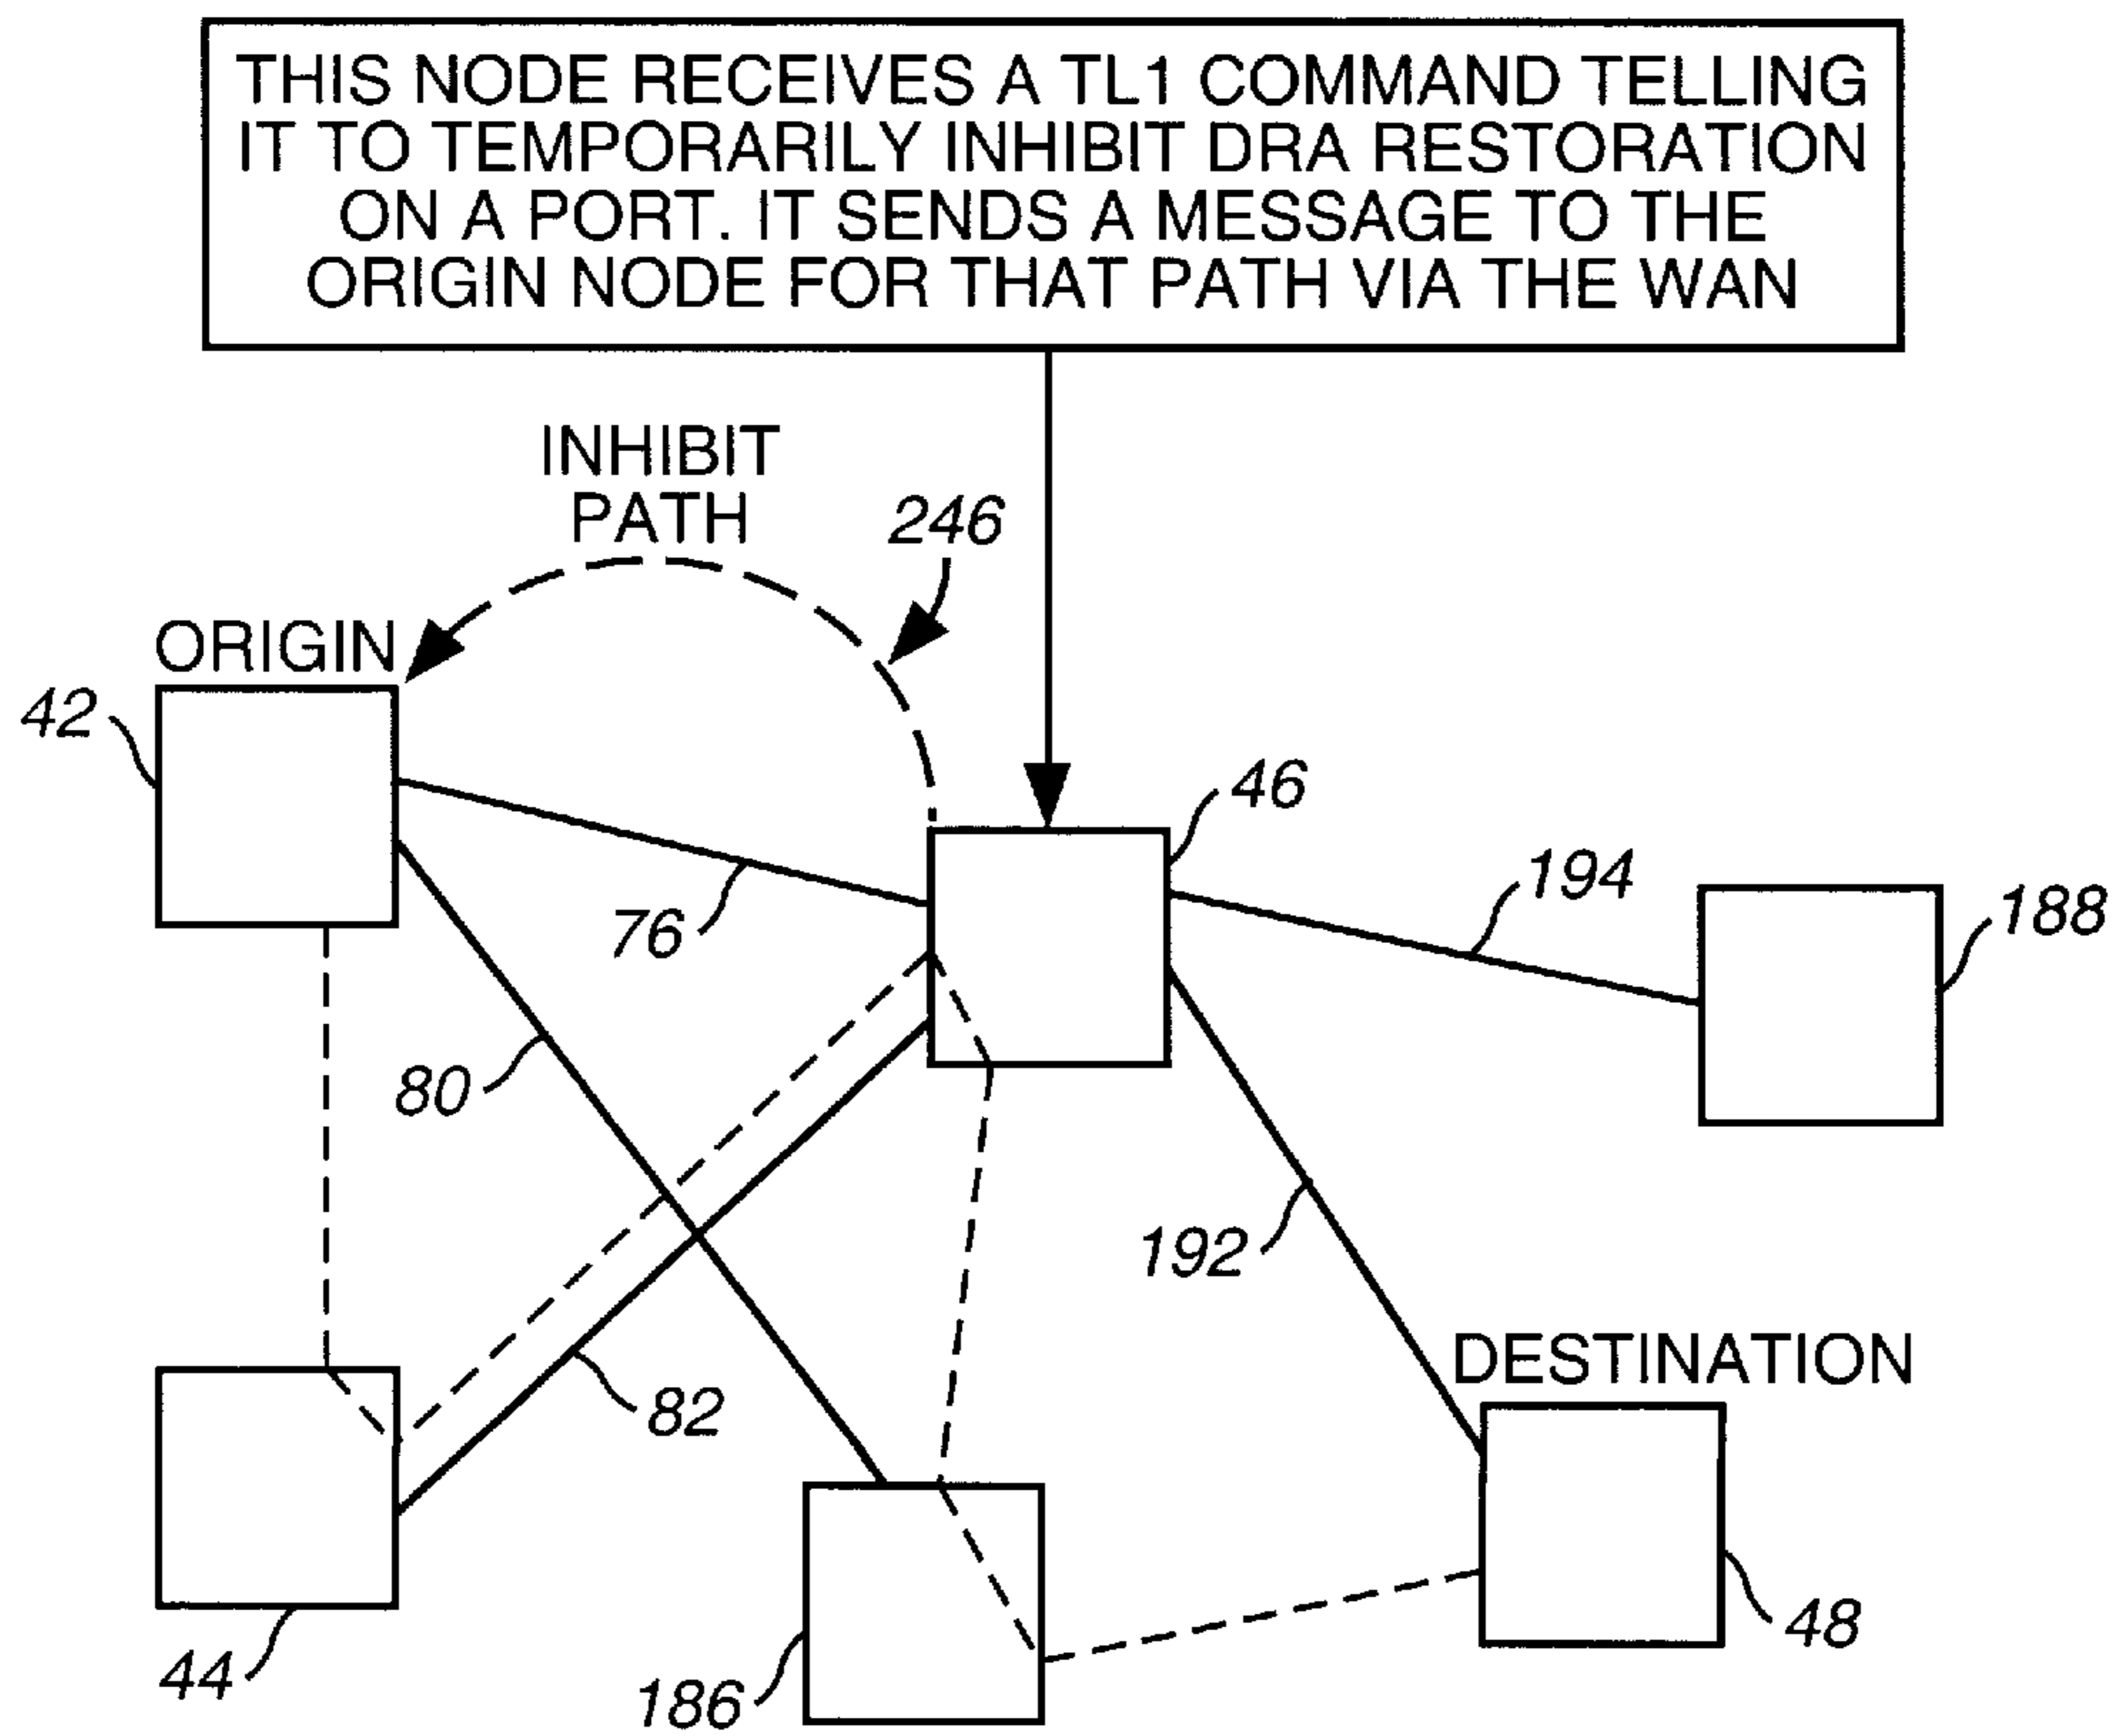 THIS NODE RECEIVES A TL1 COMMAND TELLING
IT TO TEMPORARILY INHIBIT DRA RESTORATION
ON A PORT. IT SENDS A MESSAGE TO THE
ORIGIN NODE FOR THAT PATH VIA THE WAN
INHIBIT
PATH
246
ORIGIN
42
46
194
188
76
80
192
82
DESTINATION
48
44
186